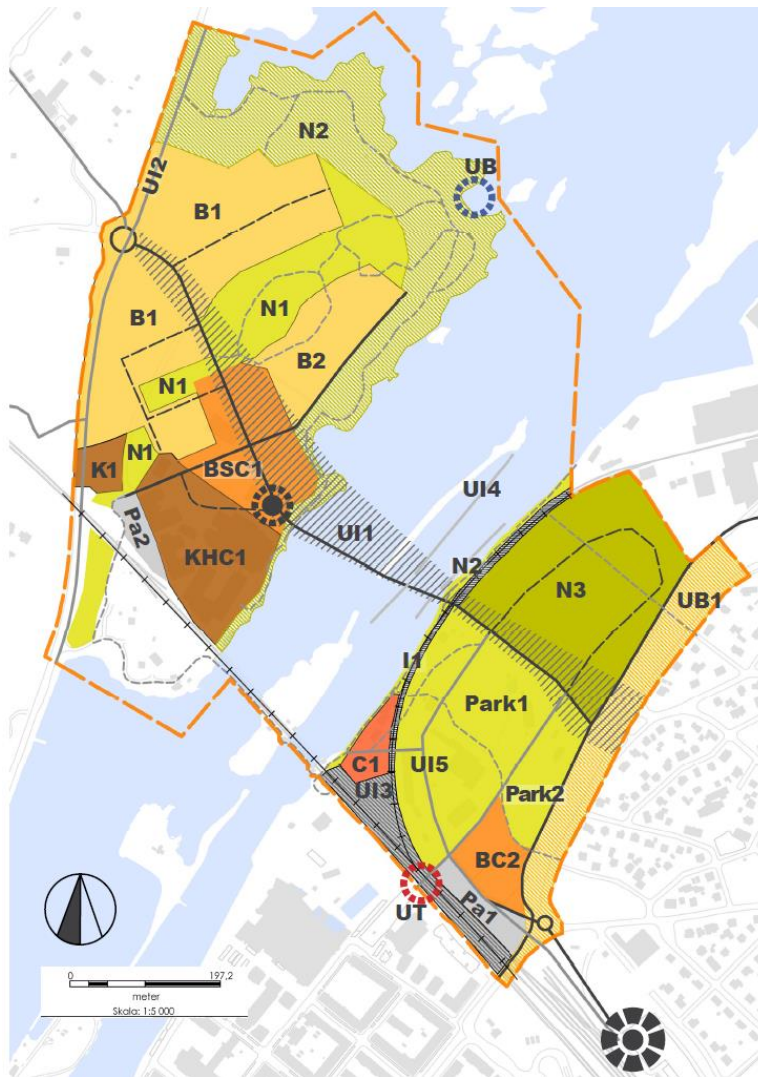 N2
UI2
UB
B1
B1
N1
B2
N1
N1
K1
BSC1
UI4
Pa2
UI1
KHC1
N2
N3
UB1
I1
Park1
C1
UI5
UI3
Park2
BC2
Pa1
UT
0 197,2
meter
Skala: 1:5 000